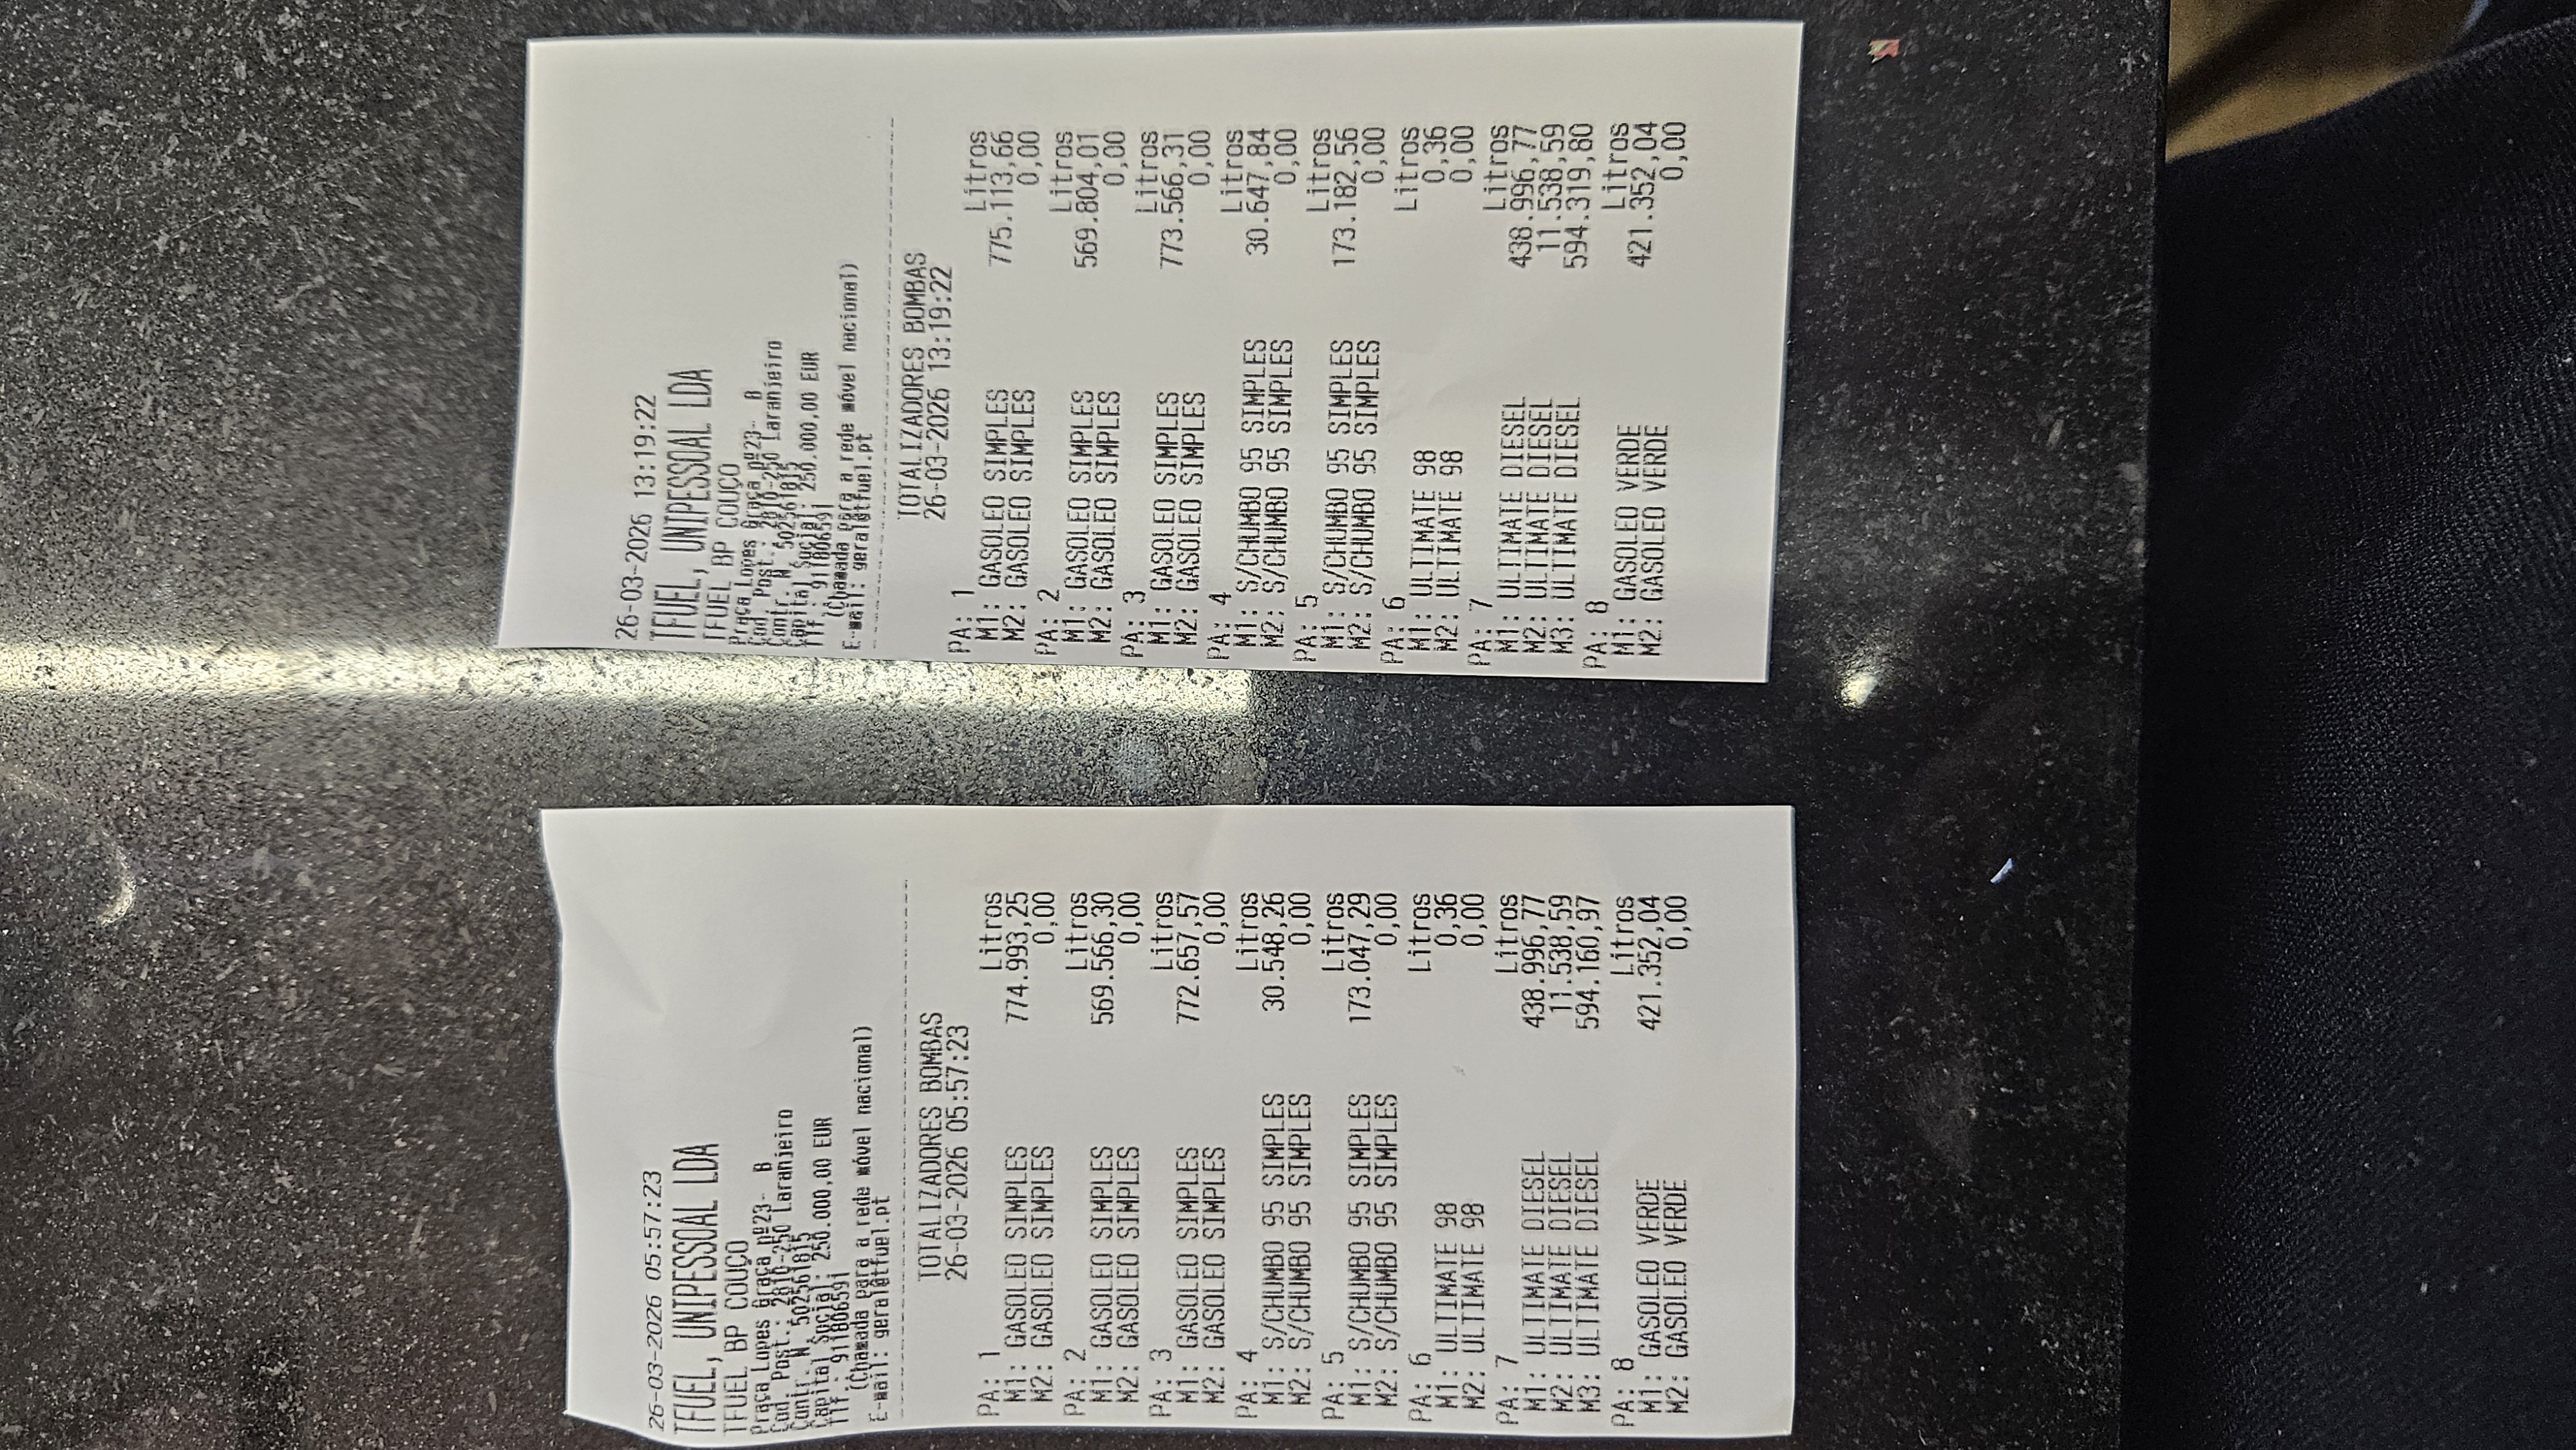 26-03-2026 05:57:23
TFUEL, UNIPESSOAL LDA
TFUEL BP COUÇO
Praça Lopes Graça nº23- B
Cod. Post.: 2810-250 Laranjeiro
Contr. Nº 502561815
Capital Social: 250.000,00 EUR
Tlf : 911806591
(Chamada para a rede móvel nacional)
E-mail: geral@tfuel.pt
TOTALIZADORES BOMBAS
26-03-2026 05:57:23
PA: 1 Litros
M1: GASOLEO SIMPLES 774.993,25
M2: GASOLEO SIMPLES 0,00
PA: 2 Litros
M1: GASOLEO SIMPLES 569.566,30
M2: GASOLEO SIMPLES 0,00
PA: 3 Litros
M1: GASOLEO SIMPLES 772.657,57
M2: GASOLEO SIMPLES 0,00
PA: 4 Litros
M1: S/CHUMBO 95 SIMPLES 30.548,26
M2: S/CHUMBO 95 SIMPLES 0,00
PA: 5 Litros
M1: S/CHUMBO 95 SIMPLES 173.047,29
M2: S/CHUMBO 95 SIMPLES 0,00
PA: 6 Litros
M1: ULTIMATE 98 0,36
M2: ULTIMATE 98 0,00
PA: 7 Litros
M1: ULTIMATE DIESEL 438.996,77
M2: ULTIMATE DIESEL 11.538,59
M3: ULTIMATE DIESEL 594.160,97
PA: 8 Litros
M1: GASOLEO VERDE 421.352,04
M2: GASOLEO VERDE 0,00
26-03-2026 13:19:22
TFUEL, UNIPESSOAL LDA
TFUEL BP COUÇO
Praça Lopes Graça nº23- B
Cod. Post.: 2810-250 Laranjeiro
Contr. Nº 502561815
Capital Social: 250.000,00 EUR
Tlf : 911806591
(Chamada para a rede móvel nacional)
E-mail: geral@tfuel.pt
TOTALIZADORES BOMBAS
26-03-2026 13:19:22
PA: 1 Litros
M1: GASOLEO SIMPLES 775.113,66
M2: GASOLEO SIMPLES 0,00
PA: 2 Litros
M1: GASOLEO SIMPLES 569.804,01
M2: GASOLEO SIMPLES 0,00
PA: 3 Litros
M1: GASOLEO SIMPLES 773.566,31
M2: GASOLEO SIMPLES 0,00
PA: 4 Litros
M1: S/CHUMBO 95 SIMPLES 30.647,84
M2: S/CHUMBO 95 SIMPLES 0,00
PA: 5 Litros
M1: S/CHUMBO 95 SIMPLES 173.182,56
M2: S/CHUMBO 95 SIMPLES 0,00
PA: 6 Litros
M1: ULTIMATE 98 0,36
M2: ULTIMATE 98 0,00
PA: 7 Litros
M1: ULTIMATE DIESEL 438.996,77
M2: ULTIMATE DIESEL 11.538,59
M3: ULTIMATE DIESEL 594.319,80
PA: 8 Litros
M1: GASOLEO VERDE 421.352,04
M2: GASOLEO VERDE 0,00